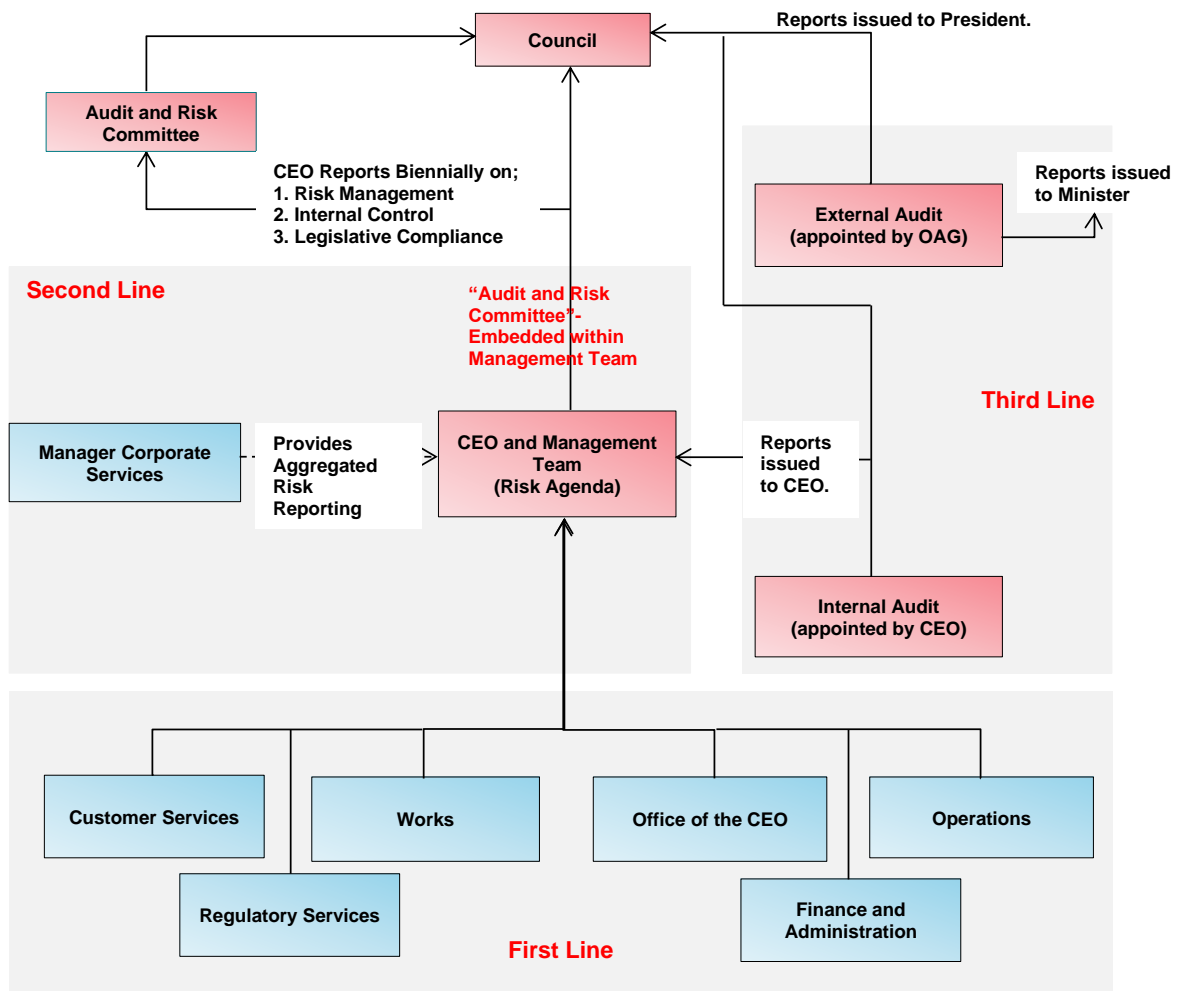 Reports issued to President.
Council
Audit and Risk
Committee
CEO Reports Biennially on;
1. Risk Management
2. Internal Control
3. Legislative Compliance
Reports issued
to Minister
External Audit
(appointed by OAG)
Second Line
“Audit and Risk
Committee”-
Embedded within
Management Team
Third Line
Manager Corporate
Services
Provides
Aggregated
Risk
Reporting
CEO and Management
Team
(Risk Agenda)
Reports
issued
to CEO.
Internal Audit
(appointed by CEO)
Customer Services
Works
Office of the CEO
Operations
Regulatory Services
Finance and
Administration
First Line